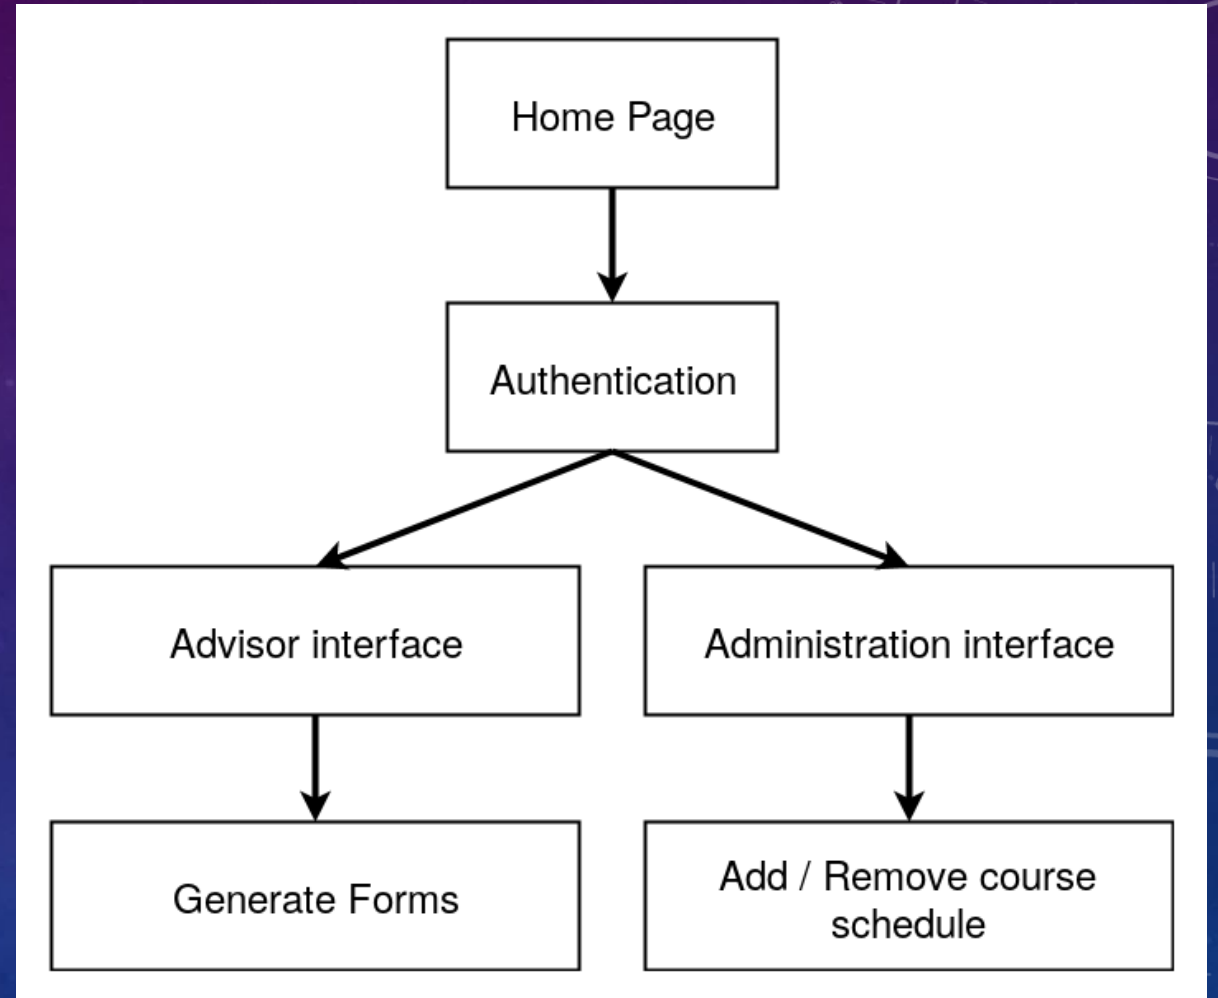 Home Page
Authentication
Advisor interface
Administration interface
Generate Forms
Add / Remove course
schedule